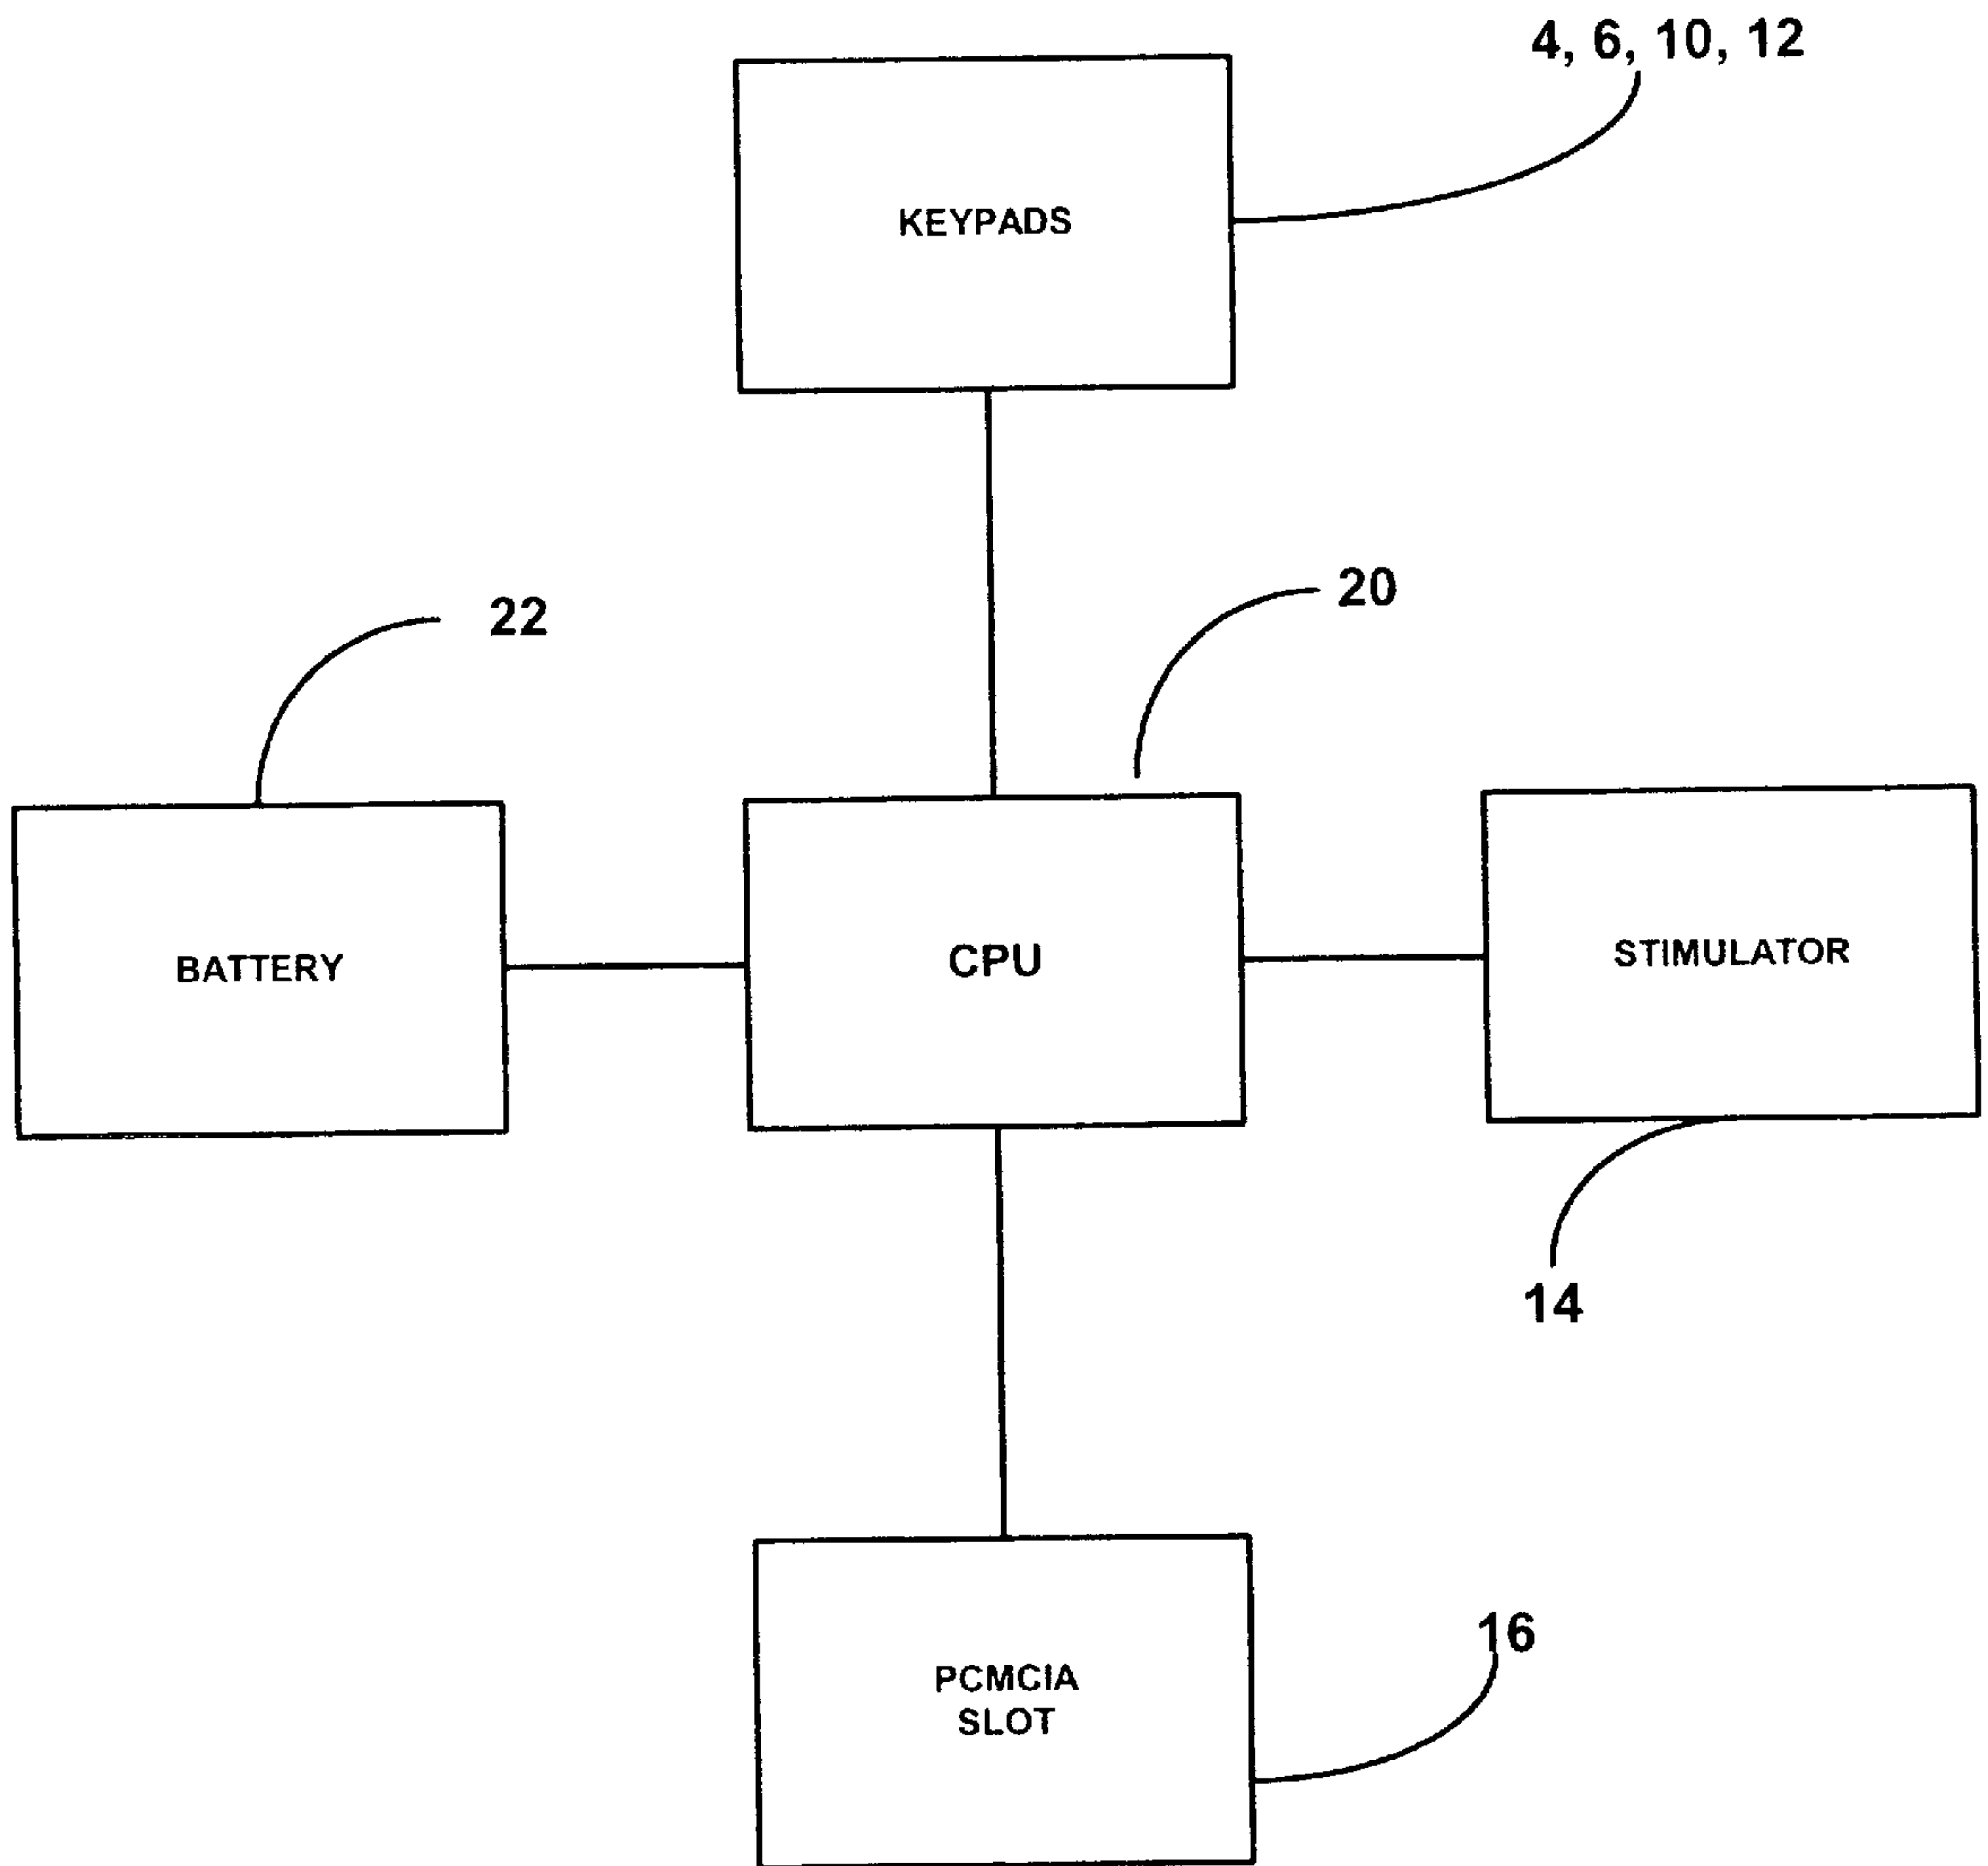 4, 6, 10, 12
KEYPADS
20
22
BATTERY
CPU
STIMULATOR
14
16
PCMCIA
SLOT